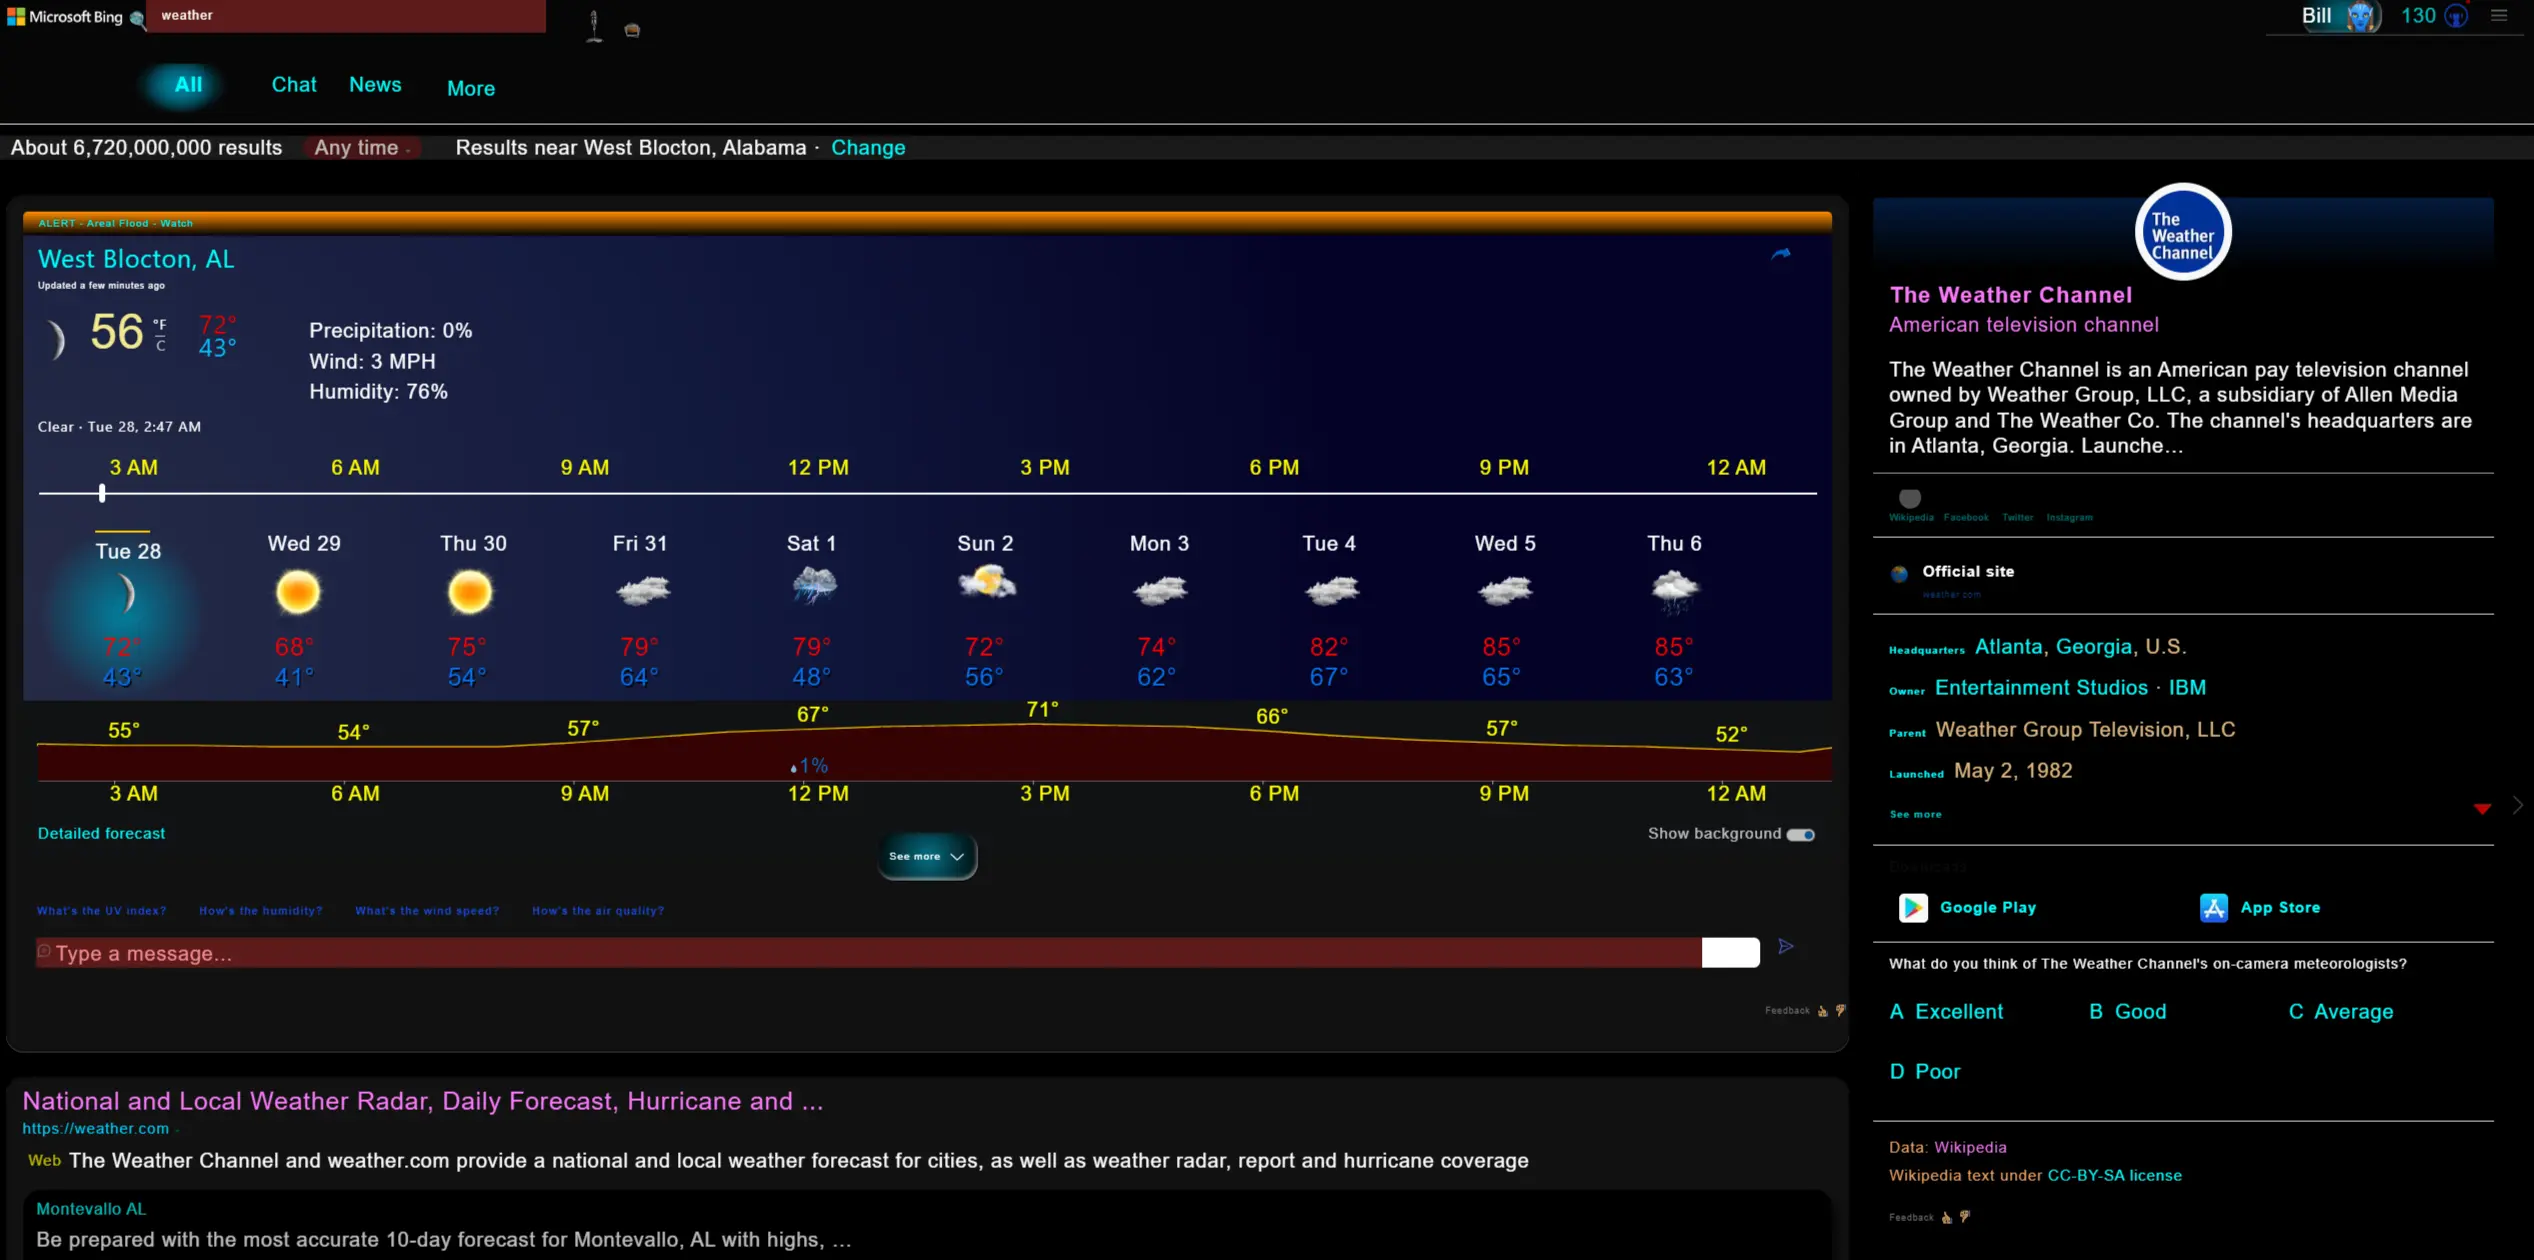 Microsoft Bing
weather
Bill
130
All
Chat
News
More
About 6,720,000,000 results
Any time
Results near West Blocton, Alabama · Change
ALERT - Areal Flood - Watch
West Blocton, AL
Updated a few minutes ago
56 °F
C
72°
43°
Precipitation: 0%
Wind: 3 MPH
Humidity: 76%
Clear · Tue 28, 2:47 AM
3 AM 6 AM 9 AM 12 PM 3 PM 6 PM 9 PM 12 AM
Tue 28 Wed 29 Thu 30 Fri 31 Sat 1 Sun 2 Mon 3 Tue 4 Wed 5 Thu 6
72° 68° 75° 79° 79° 72° 74° 82° 85° 85°
43° 41° 54° 64° 48° 56° 62° 67° 65° 63°
55° 54° 57° 67° 71° 66° 57° 52°
1%
3 AM 6 AM 9 AM 12 PM 3 PM 6 PM 9 PM 12 AM
Detailed forecast
See more
Show background
What's the UV index? How's the humidity? What's the wind speed? How's the air quality?
Type a message...
Feedback
National and Local Weather Radar, Daily Forecast, Hurricane and ...
https://weather.com
Web The Weather Channel and weather.com provide a national and local weather forecast for cities, as well as weather radar, report and hurricane coverage
Montevallo AL
Be prepared with the most accurate 10-day forecast for Montevallo, AL with highs, ...
The
Weather
Channel
The Weather Channel
American television channel
The Weather Channel is an American pay television channel
owned by Weather Group, LLC, a subsidiary of Allen Media
Group and The Weather Co. The channel's headquarters are
in Atlanta, Georgia. Launche...
Wikipedia Facebook Twitter Instagram
Official site
weather.com
Headquarters Atlanta, Georgia, U.S.
Owner Entertainment Studios · IBM
Parent Weather Group Television, LLC
Launched May 2, 1982
See more
Google Play
App Store
What do you think of The Weather Channel's on-camera meteorologists?
A Excellent
B Good
C Average
D Poor
Data: Wikipedia
Wikipedia text under CC-BY-SA license
Feedback